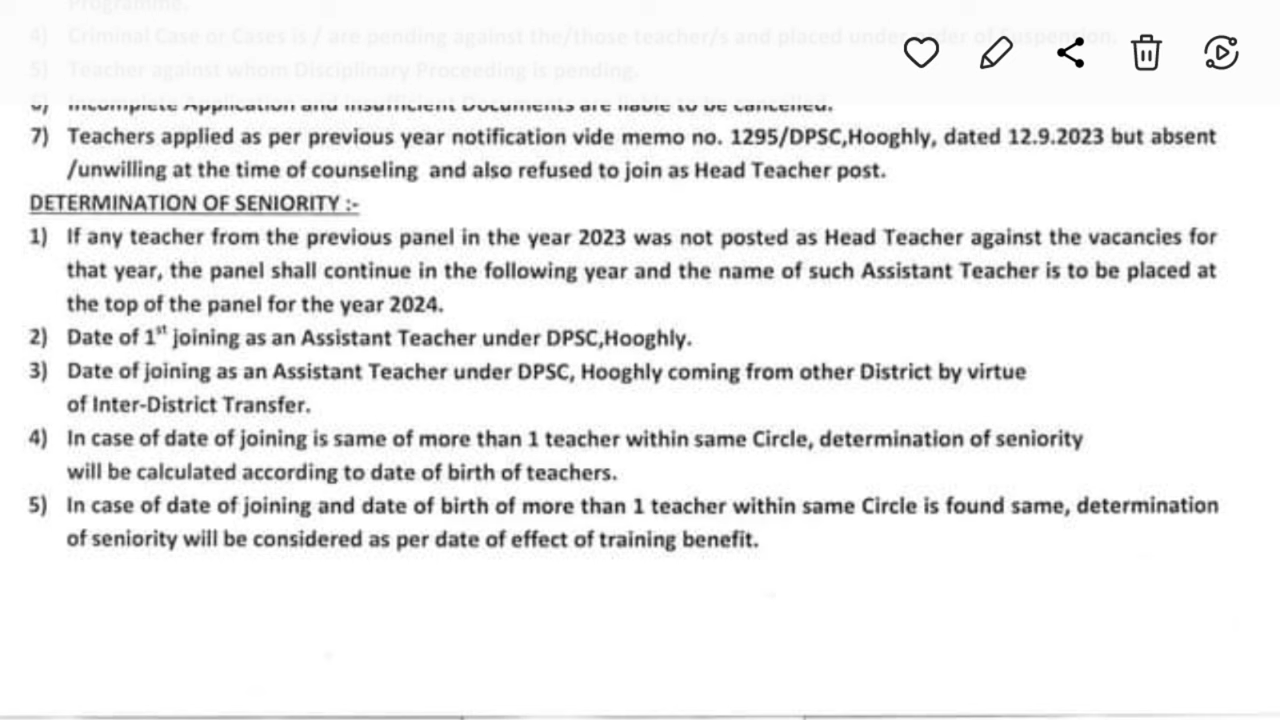 Programme.
4) Criminal Case or Cases is / are pending against the/those teacher/s and placed under order of Suspension.
5) Teacher against whom Disciplinary Proceeding is pending.
6) Incomplete Application and Insufficient Documents are liable to be cancelled.
7) Teachers applied as per previous year notification vide memo no. 1295/DPSC,Hooghly, dated 12.9.2023 but absent
/unwilling at the time of counseling and also refused to join as Head Teacher post.
DETERMINATION OF SENIORITY :-
1) If any teacher from the previous panel in the year 2023 was not posted as Head Teacher against the vacancies for
that year, the panel shall continue in the following year and the name of such Assistant Teacher is to be placed at
the top of the panel for the year 2024.
2) Date of 1st joining as an Assistant Teacher under DPSC,Hooghly.
3) Date of joining as an Assistant Teacher under DPSC, Hooghly coming from other District by virtue
of Inter-District Transfer.
4) In case of date of joining is same of more than 1 teacher within same Circle, determination of seniority
will be calculated according to date of birth of teachers.
5) In case of date of joining and date of birth of more than 1 teacher within same Circle is found same, determination
of seniority will be considered as per date of effect of training benefit.